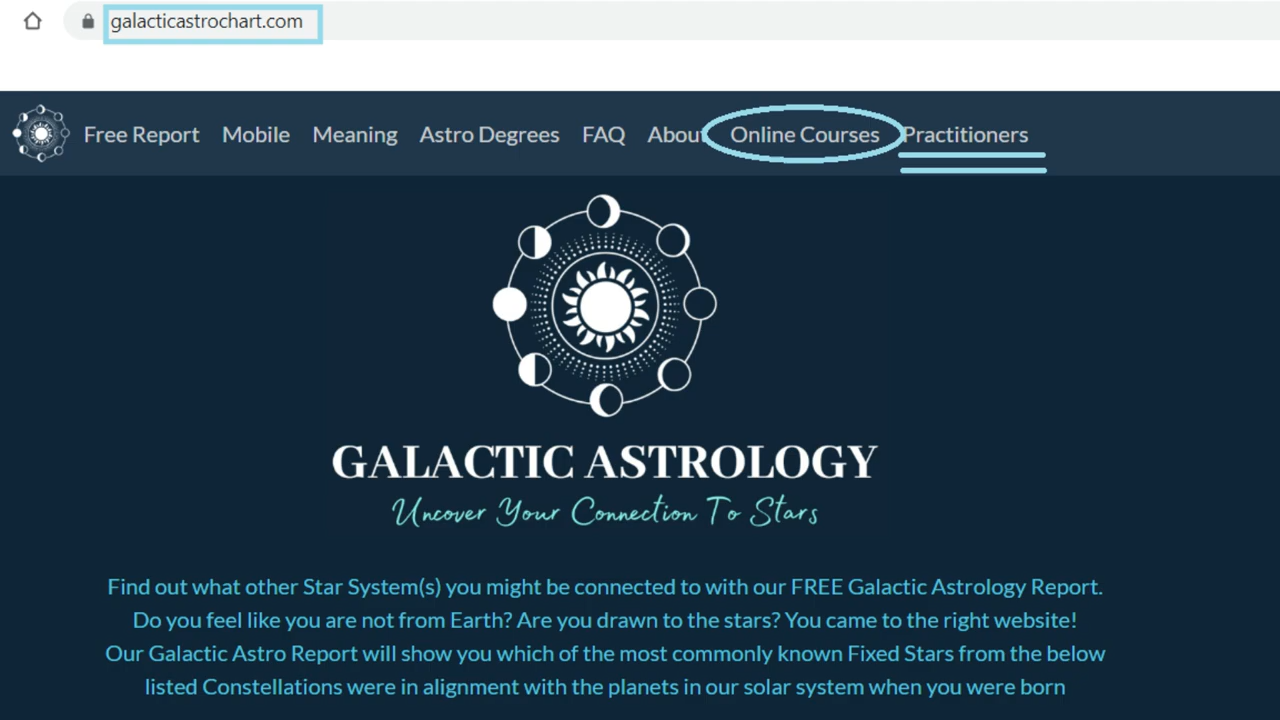 galacticastrochart.com
Free Report Mobile Meaning Astro Degrees FAQ About Online Courses Practitioners
GALACTIC ASTROLOGY
Uncover Your Connection To Stars
Find out what other Star System(s) you might be connected to with our FREE Galactic Astrology Report.
Do you feel like you are not from Earth? Are you drawn to the stars? You came to the right website!
Our Galactic Astro Report will show you which of the most commonly known Fixed Stars from the below
listed Constellations were in alignment with the planets in our solar system when you were born